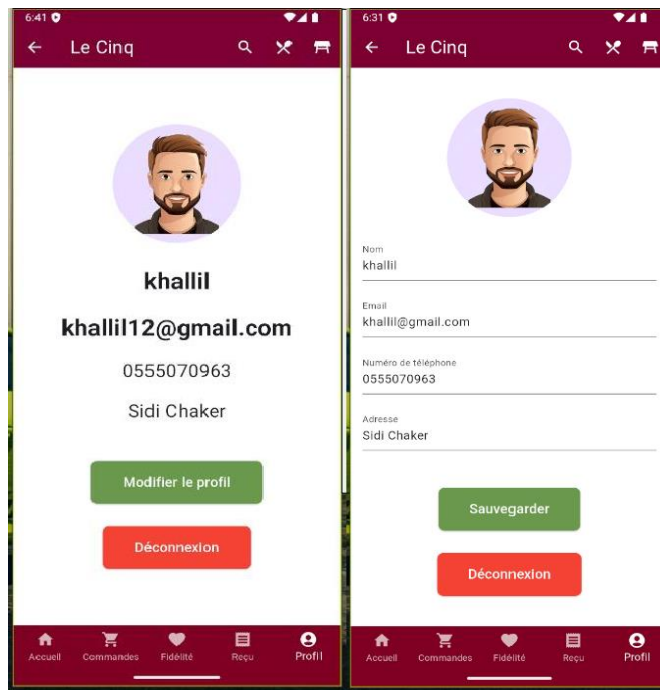 6:41
Le Cinq
khallil
khallil12@gmail.com
0555070963
Sidi Chaker
Modifier le profil
Déconnexion
Accueil Commandes Fidélité Reçu Profil
6:31
Le Cinq
Nom
khallil
Email
khallil@gmail.com
Numéro de téléphone
0555070963
Adresse
Sidi Chaker
Sauvegarder
Déconnexion
Accueil Commandes Fidélité Reçu Profil